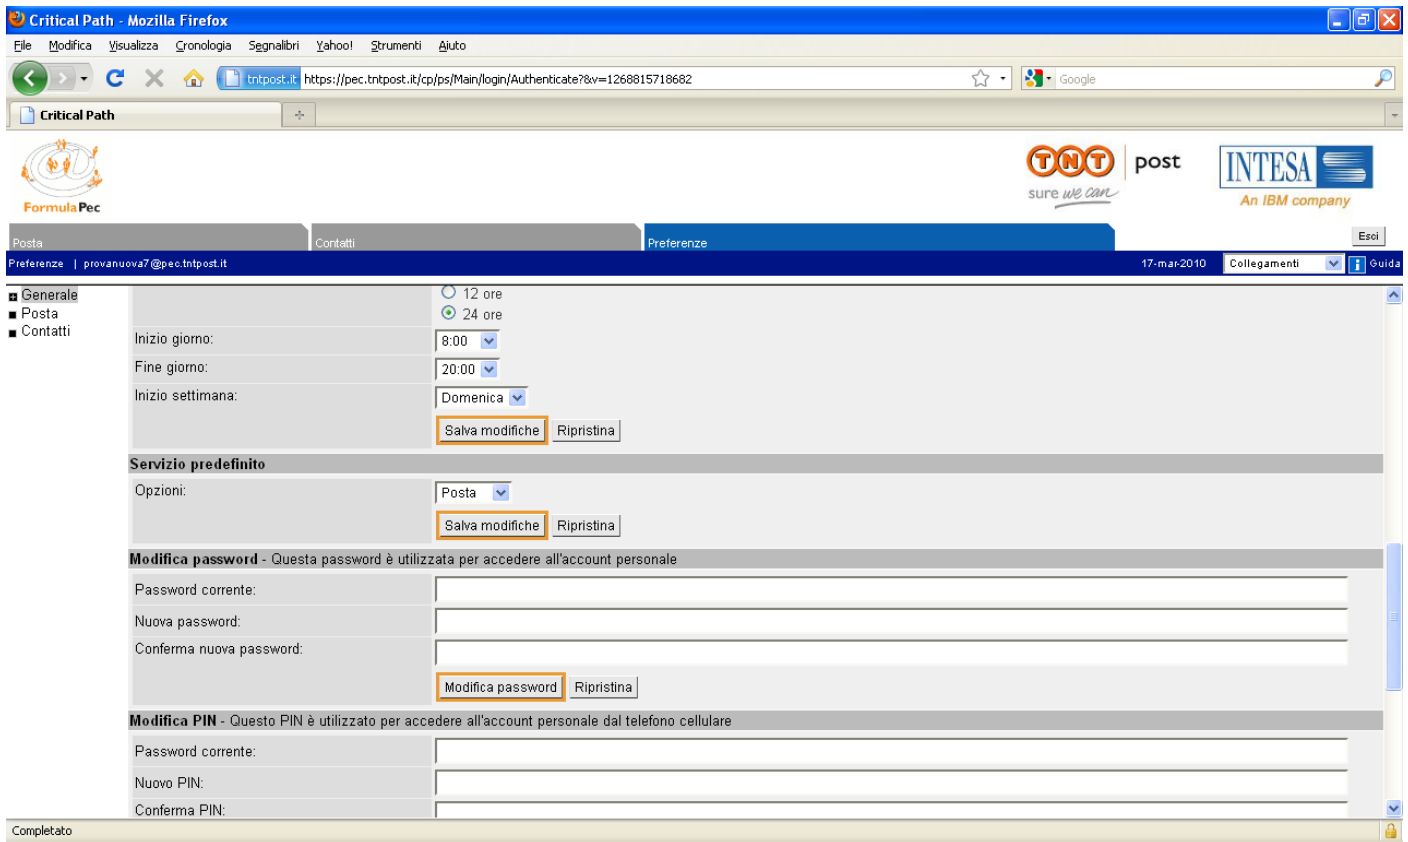 Critical Path - Mozilla Firefox
File Modifica Visualizza Cronologia Segnalibri Yahoo! Strumenti Aiuto
tntpost.it https://pec.tntpost.it/cp/ps/Main/login/Authenticate?&v=1268815718682 Google
Critical Path
FormulaPec
TNT post
sure we can
INTESA
An IBM company
Posta Contatti Preferenze Esci
Preferenze | provanuova7@pec.tntpost.it 17-mar-2010 Collegamenti Guida
Generale
Posta
Contatti
12 ore
24 ore
Inizio giorno: 8:00
Fine giorno: 20:00
Inizio settimana: Domenica
Salva modifiche Ripristina
Servizio predefinito
Opzioni: Posta
Salva modifiche Ripristina
Modifica password - Questa password è utilizzata per accedere all'account personale
Password corrente:
Nuova password:
Conferma nuova password:
Modifica password Ripristina
Modifica PIN - Questo PIN è utilizzato per accedere all'account personale dal telefono cellulare
Password corrente:
Nuovo PIN:
Conferma PIN:
Completato